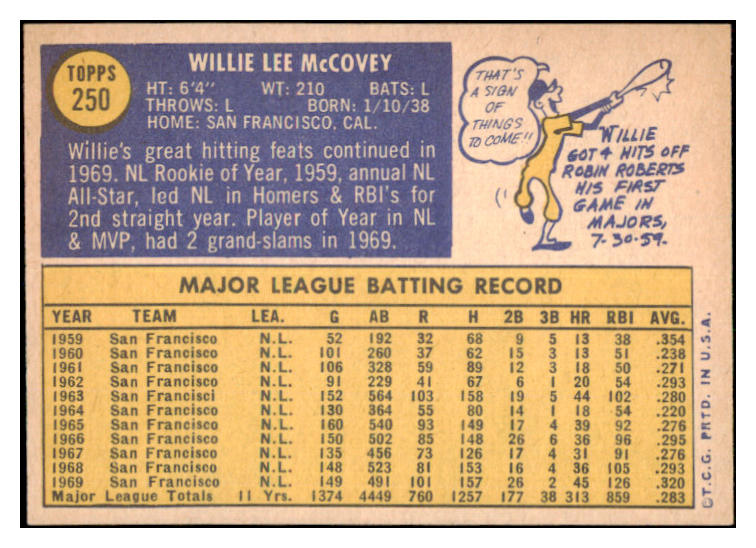 TOPPS
250
WILLIE LEE McCOVEY
HT: 6'4" WT: 210 BATS: L
THROWS: L BORN: 1/10/38
HOME: SAN FRANCISCO, CAL.
Willie's great hitting feats continued in
1969. NL Rookie of Year, 1959, annual NL
All-Star, led NL in Homers & RBI's for
2nd straight year. Player of Year in NL
& MVP, had 2 grand-slams in 1969.
THAT'S
A SIGN
OF
THINGS
TO COME!!
WILLIE
GOT 4 HITS OFF
ROBIN ROBERTS
HIS FIRST
GAME IN
MAJORS,
7-30-59.
MAJOR LEAGUE BATTING RECORD
YEAR TEAM LEA. G AB R H 2B 3B HR RBI AVG.
1959 San Francisco N.L. 52 192 32 68 9 5 13 38 .354
1960 San Francisco N.L. 101 260 37 62 15 3 13 51 .238
1961 San Francisco N.L. 106 328 59 89 12 3 18 50 .271
1962 San Francisco N.L. 91 229 41 67 6 1 20 54 .293
1963 San Francisci N.L. 152 564 103 158 19 5 44 102 .280
1964 San Francisco N.L. 130 364 55 80 14 1 18 54 .220
1965 San Francisco N.L. 160 540 93 149 17 4 39 92 .276
1966 San Francisco N.L. 150 502 85 148 26 6 36 96 .295
1967 San Francisco N.L. 135 456 73 126 17 4 31 91 .276
1968 San Francisco N.L. 148 523 81 153 16 4 36 105 .293
1969 San Francisco N.L. 149 491 101 157 26 2 45 126 .320
Major League Totals 11 Yrs. 1374 4449 760 1257 177 38 313 859 .283
©T.C.G. PRTD. IN U.S.A.